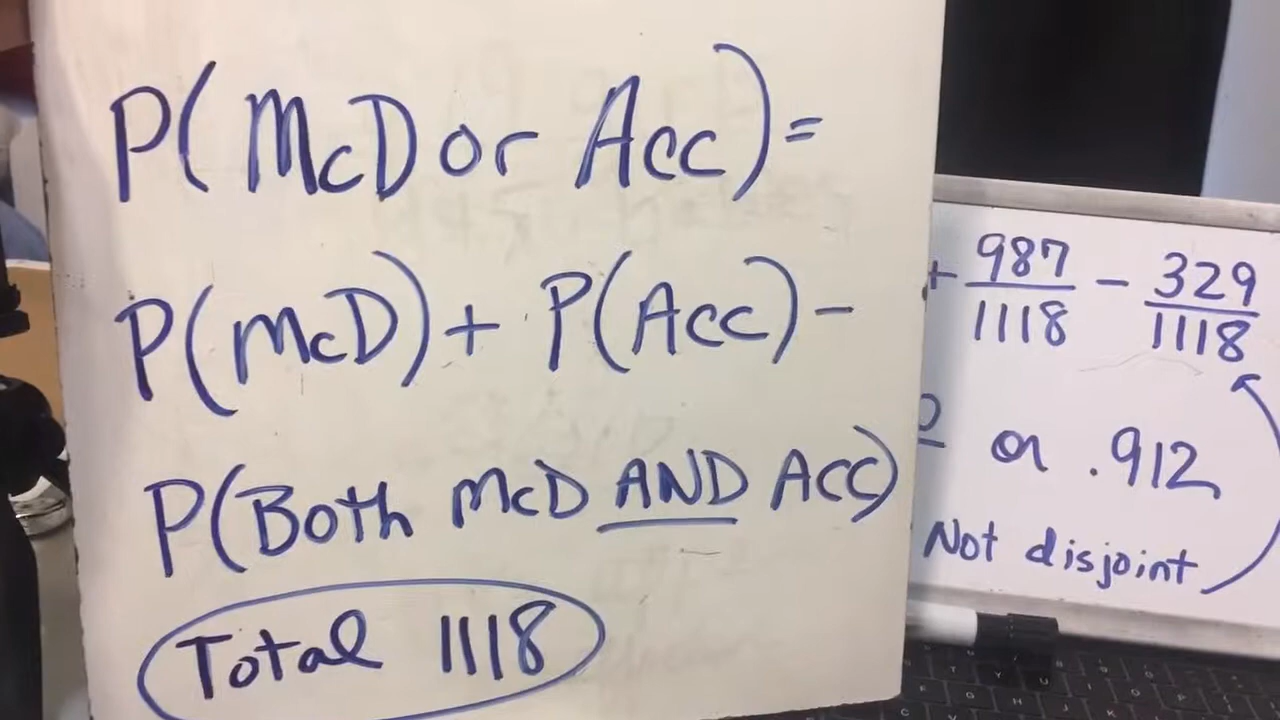 P(McD or Acc)=
P(McD)+ P(Acc)-
P(Both McD AND ACC)
Total 1118
+ 987/1118 - 329/1118
or .912
Not disjoint